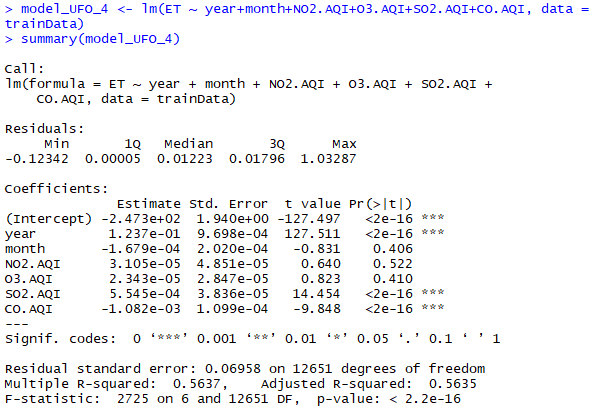 > model_UFO_4 <- lm(ET ~ year+month+NO2.AQI+O3.AQI+SO2.AQI+CO.AQI, data =
trainData)
> summary(model_UFO_4)
Call:
lm(formula = ET ~ year + month + NO2.AQI + O3.AQI + SO2.AQI +
    CO.AQI, data = trainData)
Residuals:
     Min       1Q   Median       3Q      Max
-0.12342  0.00005  0.01223  0.01796  1.03287
Coefficients:
              Estimate Std. Error  t value Pr(>|t|)
(Intercept) -2.473e+02  1.940e+00 -127.497   <2e-16 ***
year         1.237e-01  9.698e-04  127.511   <2e-16 ***
month       -1.679e-04  2.020e-04   -0.831    0.406
NO2.AQI      3.105e-05  4.851e-05    0.640    0.522
O3.AQI       2.343e-05  2.847e-05    0.823    0.410
SO2.AQI      5.545e-04  3.836e-05   14.454   <2e-16 ***
CO.AQI      -1.082e-03  1.099e-04   -9.848   <2e-16 ***
---
Signif. codes:  0 ‘***’ 0.001 ‘**’ 0.01 ‘*’ 0.05 ‘.’ 0.1 ‘ ’ 1
Residual standard error: 0.06958 on 12651 degrees of freedom
Multiple R-squared:  0.5637,    Adjusted R-squared:  0.5635
F-statistic:  2725 on 6 and 12651 DF,  p-value: < 2.2e-16